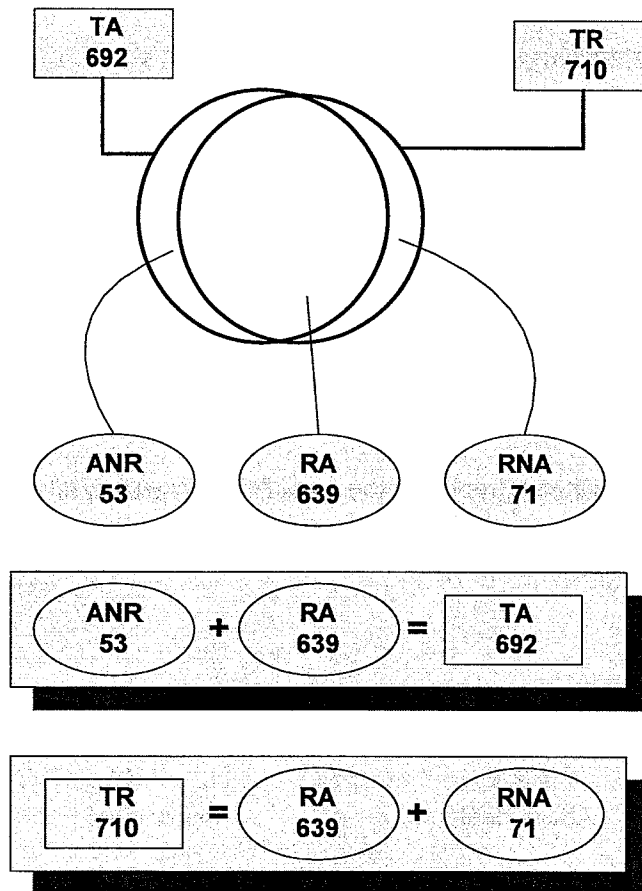 TA
692
TR
710
ANR
53
RA
639
RNA
71
ANR
53
+
RA
639
=
TA
692
TR
710
=
RA
639
+
RNA
71